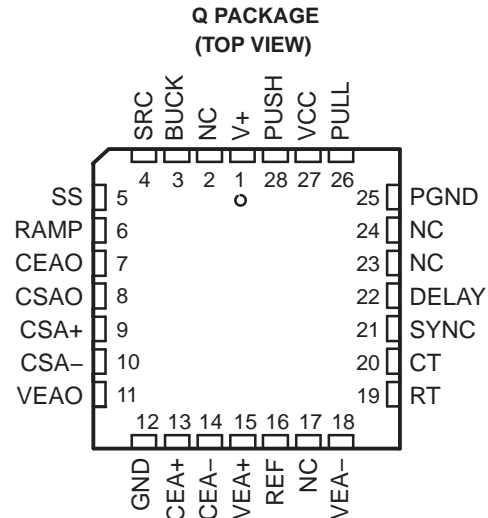 Q PACKAGE
(TOP VIEW)
SRC
BUCK
NC
V+
PUSH
VCC
PULL
4 3 2 1 28 27 26
SS 5
RAMP 6
CEAO 7
CSAO 8
CSA+ 9
CSA– 10
VEAO 11
25 PGND
24 NC
23 NC
22 DELAY
21 SYNC
20 CT
19 RT
12 13 14 15 16 17 18
GND
CEA+
CEA–
VEA+
REF
NC
VEA–